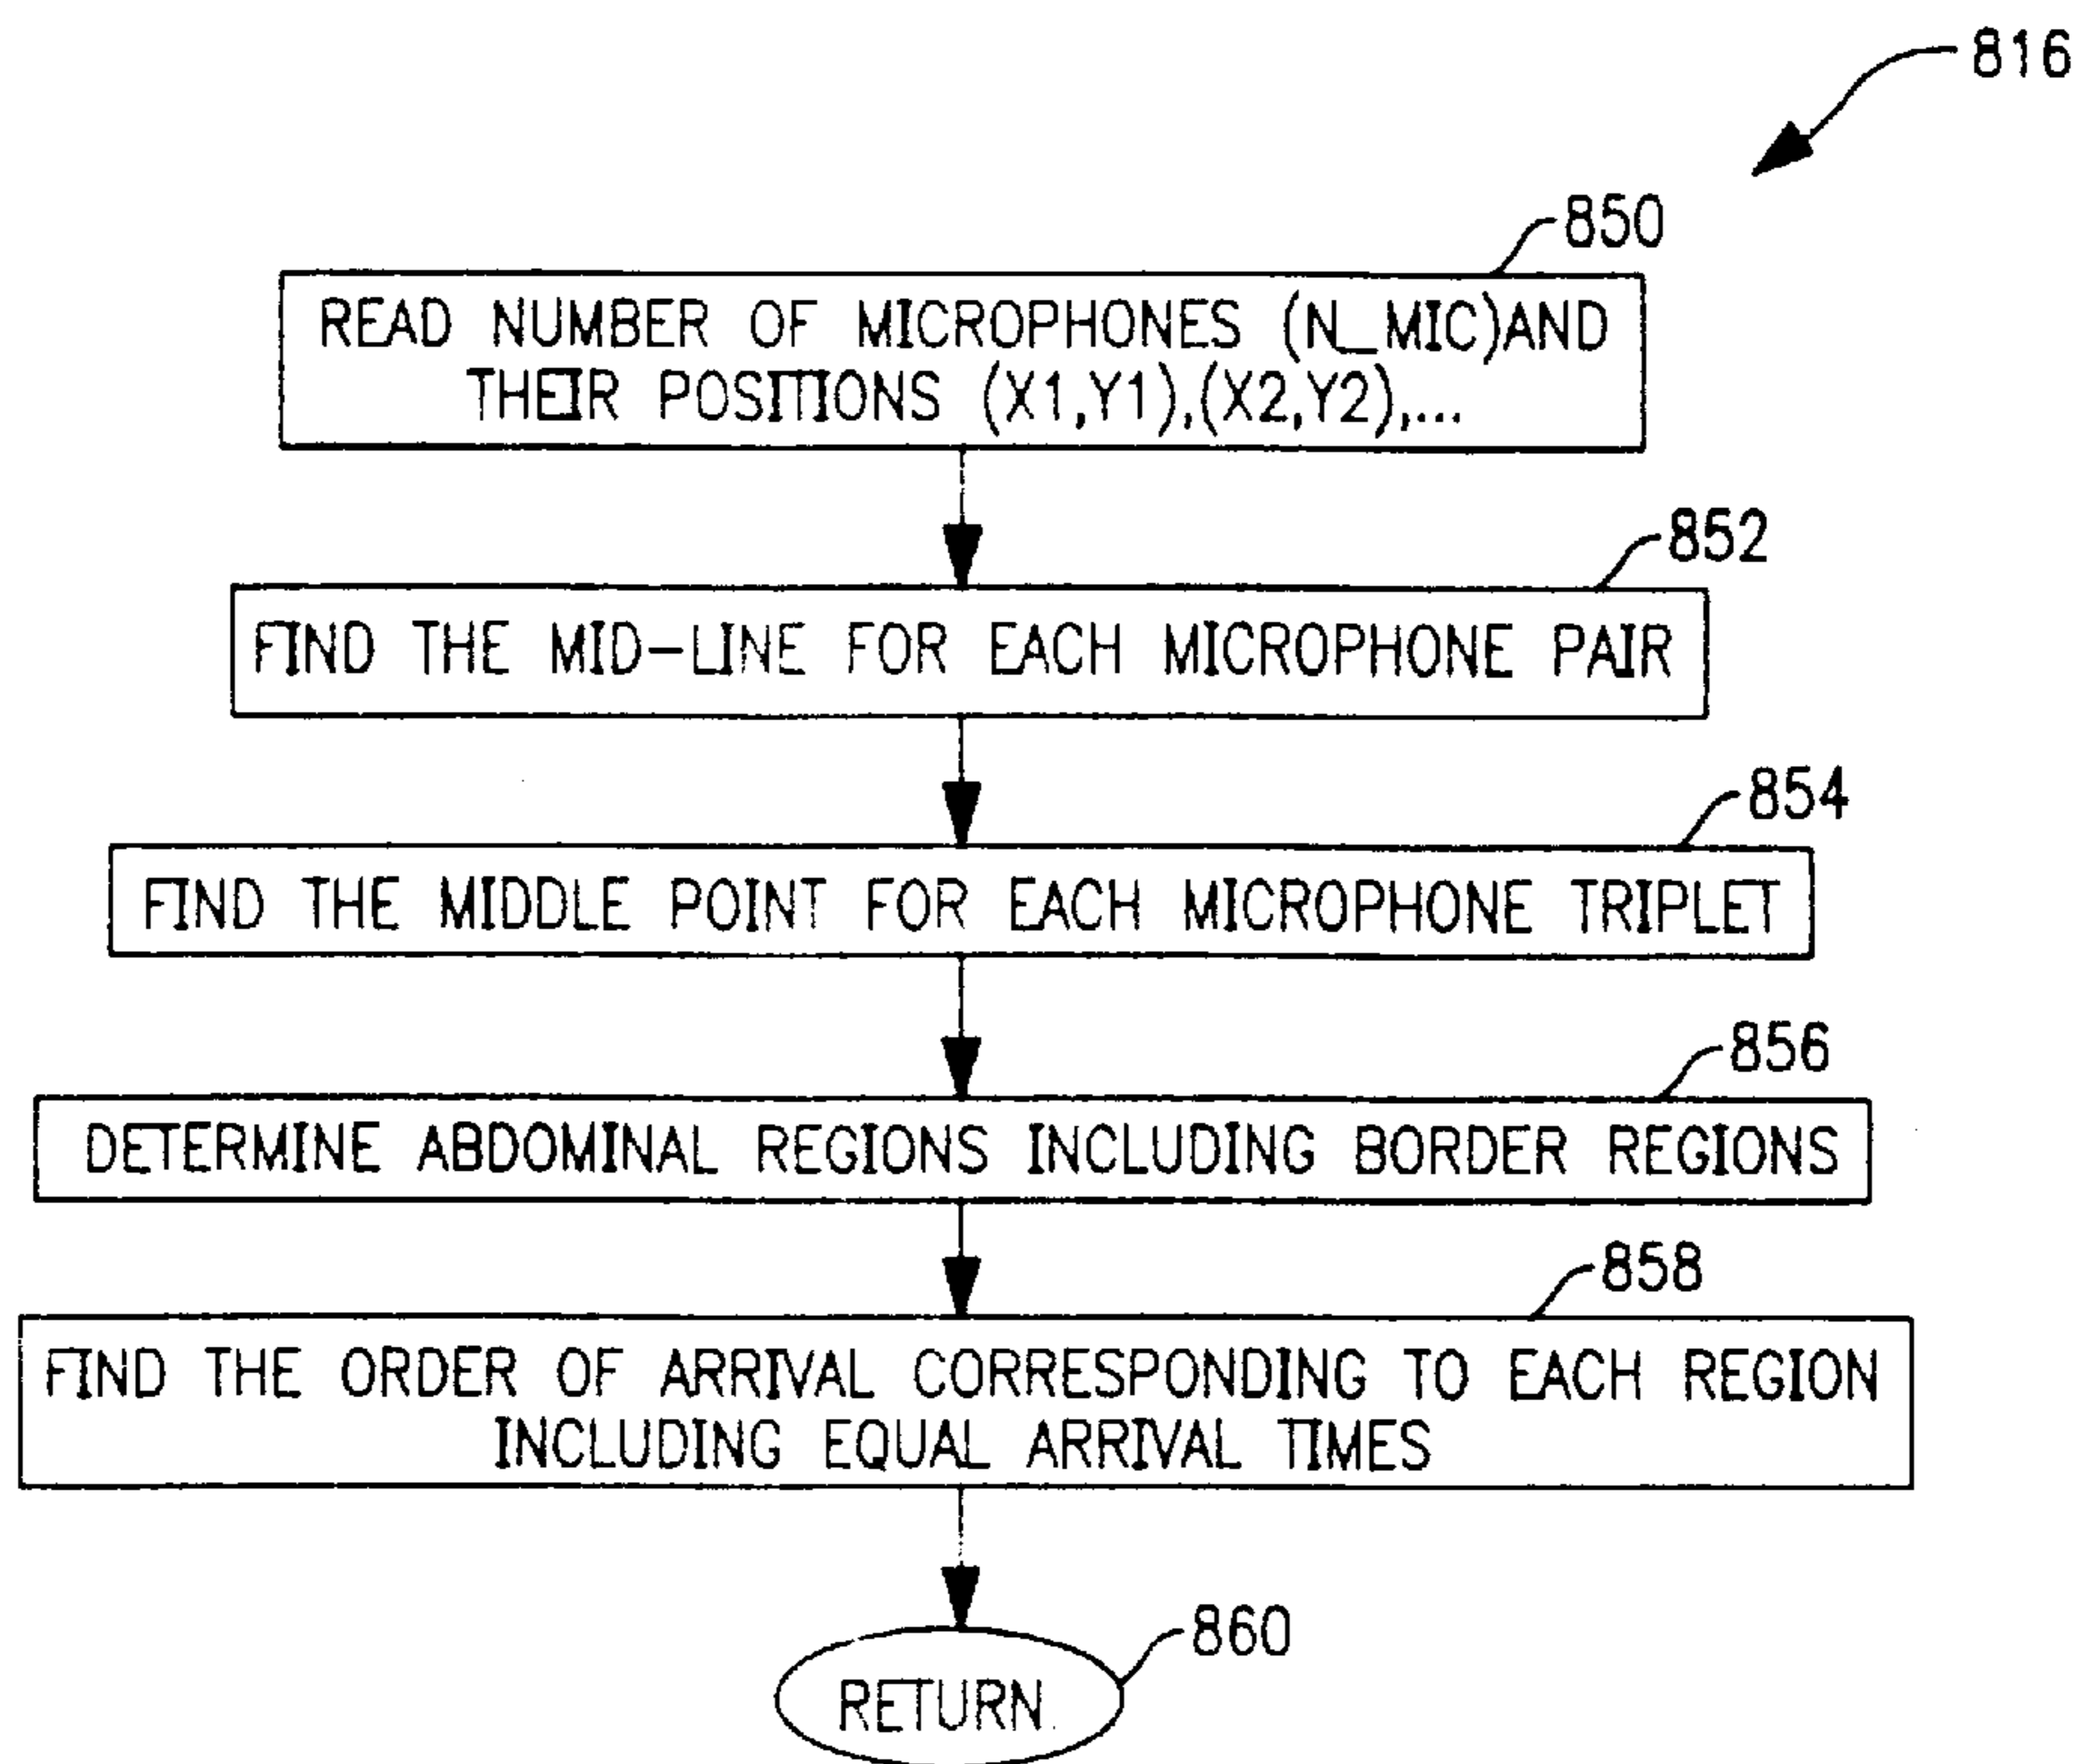 816
850
READ NUMBER OF MICROPHONES (N_MIC)AND
THEIR POSITIONS (X1,Y1),(X2,Y2),...
852
FIND THE MID-LINE FOR EACH MICROPHONE PAIR
854
FIND THE MIDDLE POINT FOR EACH MICROPHONE TRIPLET
856
DETERMINE ABDOMINAL REGIONS INCLUDING BORDER REGIONS
858
FIND THE ORDER OF ARRIVAL CORRESPONDING TO EACH REGION
INCLUDING EQUAL ARRIVAL TIMES
860
RETURN